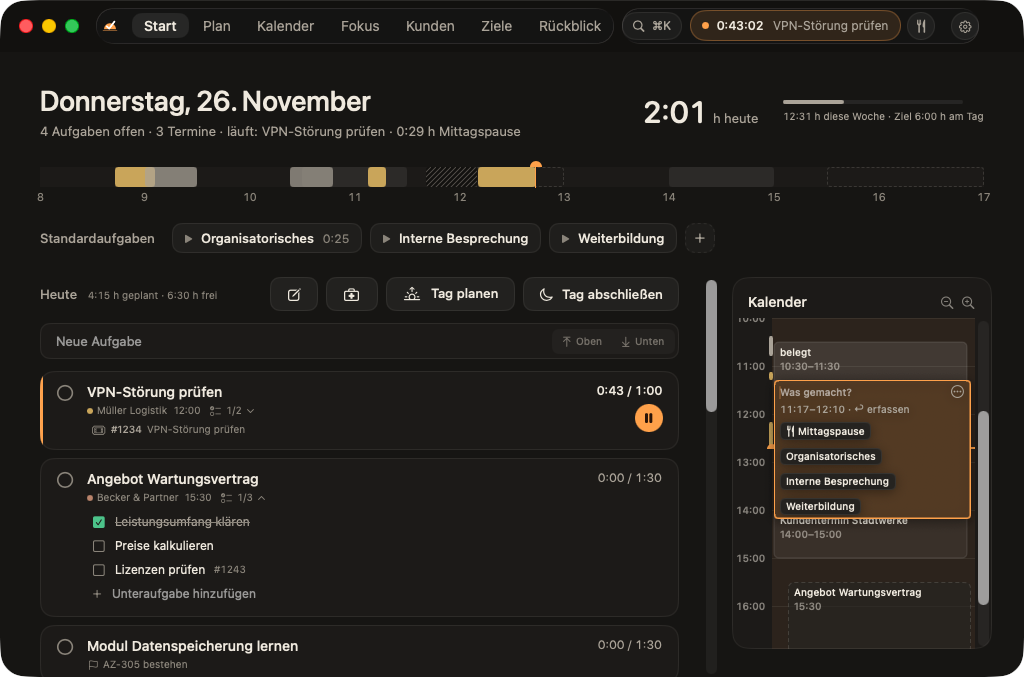 Start Plan Kalender Fokus Kunden Ziele Rückblick ⌘K 0:43:02 VPN-Störung prüfen
Donnerstag, 26. November
4 Aufgaben offen · 3 Termine · läuft: VPN-Störung prüfen · 0:29 h Mittagspause
2:01 h heute
12:31 h diese Woche · Ziel 6:00 h am Tag
8 9 10 11 12 13 14 15 16 17
Standardaufgaben Organisatorisches 0:25 Interne Besprechung Weiterbildung +
Heute 4:15 h geplant · 6:30 h frei Tag planen Tag abschließen
Neue Aufgabe Oben Unten
VPN-Störung prüfen 0:43 / 1:00
Müller Logistik 12:00 1/2
#1234 VPN-Störung prüfen
Angebot Wartungsvertrag 0:00 / 1:30
Becker & Partner 15:30 1/3
Leistungsumfang klären
Preise kalkulieren
Lizenzen prüfen #1243
+ Unteraufgabe hinzufügen
Modul Datenspeicherung lernen 0:00 / 1:30
AZ-305 bestehen
Kalender
10:00
belegt
11:00 10:30–11:30
Was gemacht?
12:00 11:17–12:10 · ↩ erfassen
Mittagspause
13:00 Organisatorisches
Interne Besprechung
14:00 Weiterbildung
Kundentermin Stadtwerke
14:00–15:00
15:00
Angebot Wartungsvertrag
16:00 15:30